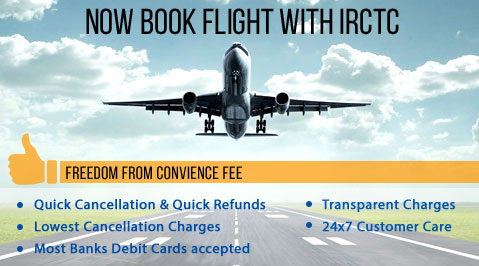 NOW BOOK FLIGHT WITH IRCTC
FREEDOM FROM CONVIENCE FEE
• Quick Cancellation & Quick Refunds
• Lowest Cancellation Charges
• Most Banks Debit Cards accepted
• Transparent Charges
• 24x7 Customer Care